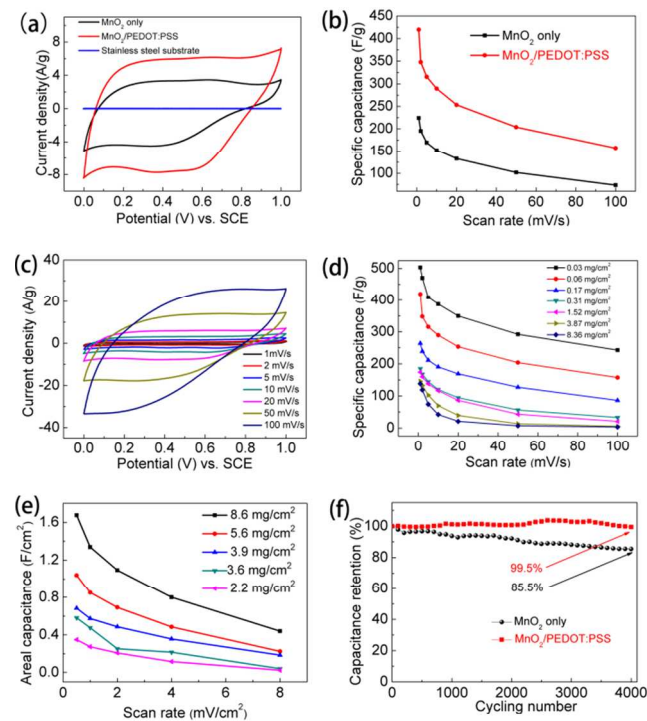 (a)
MnO2 only
MnO2/PEDOT:PSS
Stainless steel substrate
Current density(A/g)
8
4
0
-4
-8
0.0 0.2 0.4 0.6 0.8 1.0
Potential (V) vs. SCE
(b)
MnO2 only
MnO2/PEDOT:PSS
Specific capacitance (F/g)
450
400
350
300
250
200
150
100
0 20 40 60 80 100
Scan rate (mV/s)
(c)
Current density (A/g)
40
20
0
-20
-40
1mV/s
2 mV/s
5 mV/s
10 mV/s
20 mV/s
50 mV/s
100 mV/s
0.0 0.2 0.4 0.6 0.8 1.0
Potential (V) vs. SCE
(d)
0.03 mg/cm2
0.06 mg/cm2
0.17 mg/cm2
0.31 mg/cm2
1.52 mg/cm2
3.87 mg/cm2
8.36 mg/cm2
Specific capacitance (F/g)
500
400
300
200
100
0
0 20 40 60 80 100
Scan rate (mV/s)
(e)
8.6 mg/cm2
5.6 mg/cm2
3.9 mg/cm2
3.6 mg/cm2
2.2 mg/cm2
Areal capacitance (F/cm2)
1.6
1.2
0.8
0.4
0.0
0 2 4 6 8
Scan rate (mV/cm2)
(f)
Capacitance retention (%)
120
100
80
60
40
20
0
99.5%
85.5%
MnO2 only
MnO2/PEDOT:PSS
0 1000 2000 3000 4000
Cycling number